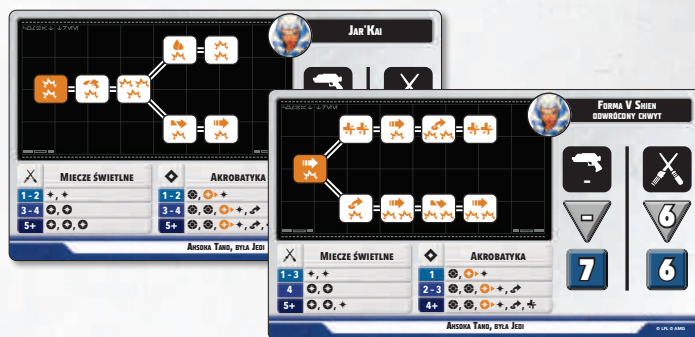 JAR'KAI
MIECZE ŚWIETLNE
AKROBATYKA
1-2
1-2
3-4
3-4
5+
5+
AHSOKA TANO, BYŁA JEDI
FORMA V SHIEN
ODWRÓCONY CHWYT
-
-
6
7
6
MIECZE ŚWIETLNE
AKROBATYKA
1-3
1
4
2-3
5+
4+
AHSOKA TANO, BYŁA JEDI
© LFL © AMG